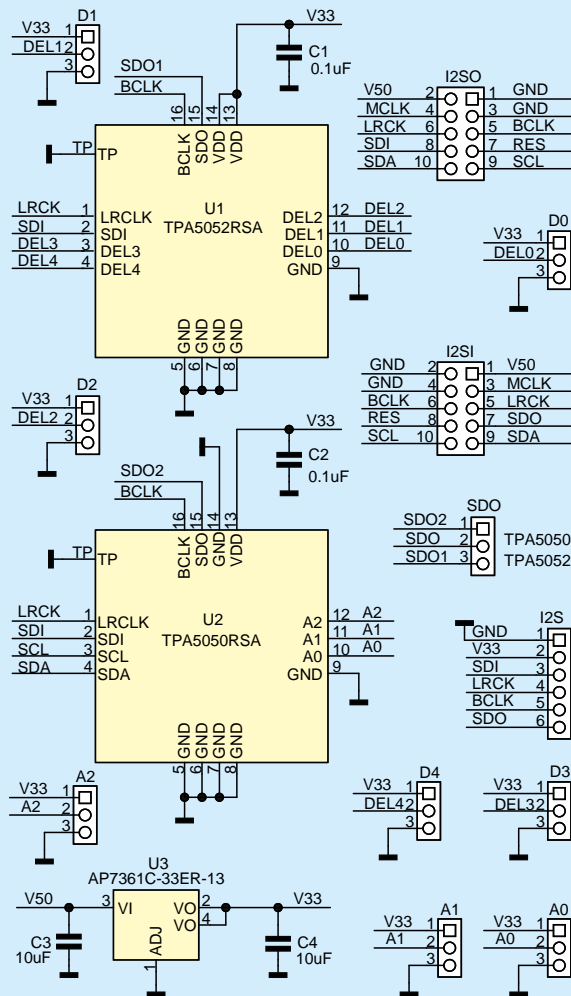 D1
V33 1
DEL1 2
3
V33
C1
0.1uF
SDO1
BCLK
16 15 14 13
BCLK SDO VDD VDD
TP TP
U1
TPA5052RSA
LRCK 1 LRCLK
SDI 2 SDI
DEL3 3 DEL3
DEL4 4 DEL4
DEL2 12 DEL2
DEL1 11 DEL1
DEL0 10 DEL0
GND 9
GND GND GND GND
5 6 7 8
I2SO
V50 2 1 GND
MCLK 4 3 GND
LRCK 6 5 BCLK
SDI 8 7 RES
SDA 10 9 SCL
D0
V33 1
DEL0 2
3
I2SI
GND 2 1 V50
GND 4 3 MCLK
BCLK 6 5 LRCK
RES 8 7 SDO
SCL 10 9 SDA
D2
V33 1
DEL2 2
3
V33
C2
0.1uF
SDO2
BCLK
16 15 14 13
BCLK SDO GND VDD
TP TP
U2
TPA5050RSA
LRCK 1 LRCLK
SDI 2 SDI
SCL 3 SCL
SDA 4 SDA
A2 12 A2
A1 11 A1
A0 10 A0
GND 9
GND GND GND GND
5 6 7 8
SDO
SDO2 1
SDO 2 TPA5050
SDO1 3 TPA5052
I2S
GND 1
V33 2
SDI 3
LRCK 4
BCLK 5
SDO 6
A2
V33 1
A2 2
3
D4
V33 1
DEL4 2
3
D3
V33 1
DEL3 2
3
U3
AP7361C-33ER-13
V50 3 VI
VO 2 V33
VO 4
ADJ
1
C3
10uF
C4
10uF
A1
V33 1
A1 2
3
A0
V33 1
A0 2
3